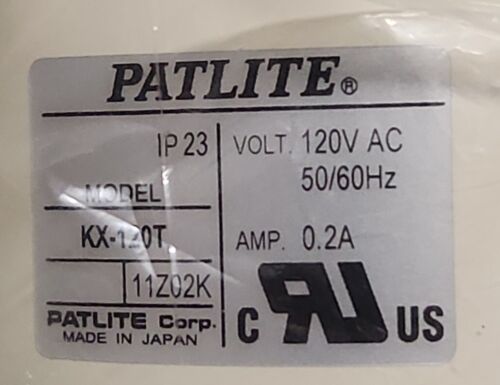 PATLITE®
IP 23
MODEL
KX-120T
11Z02K
PATLITE Corp.
MADE IN JAPAN
VOLT. 120V AC
50/60Hz
AMP. 0.2A
C RU US